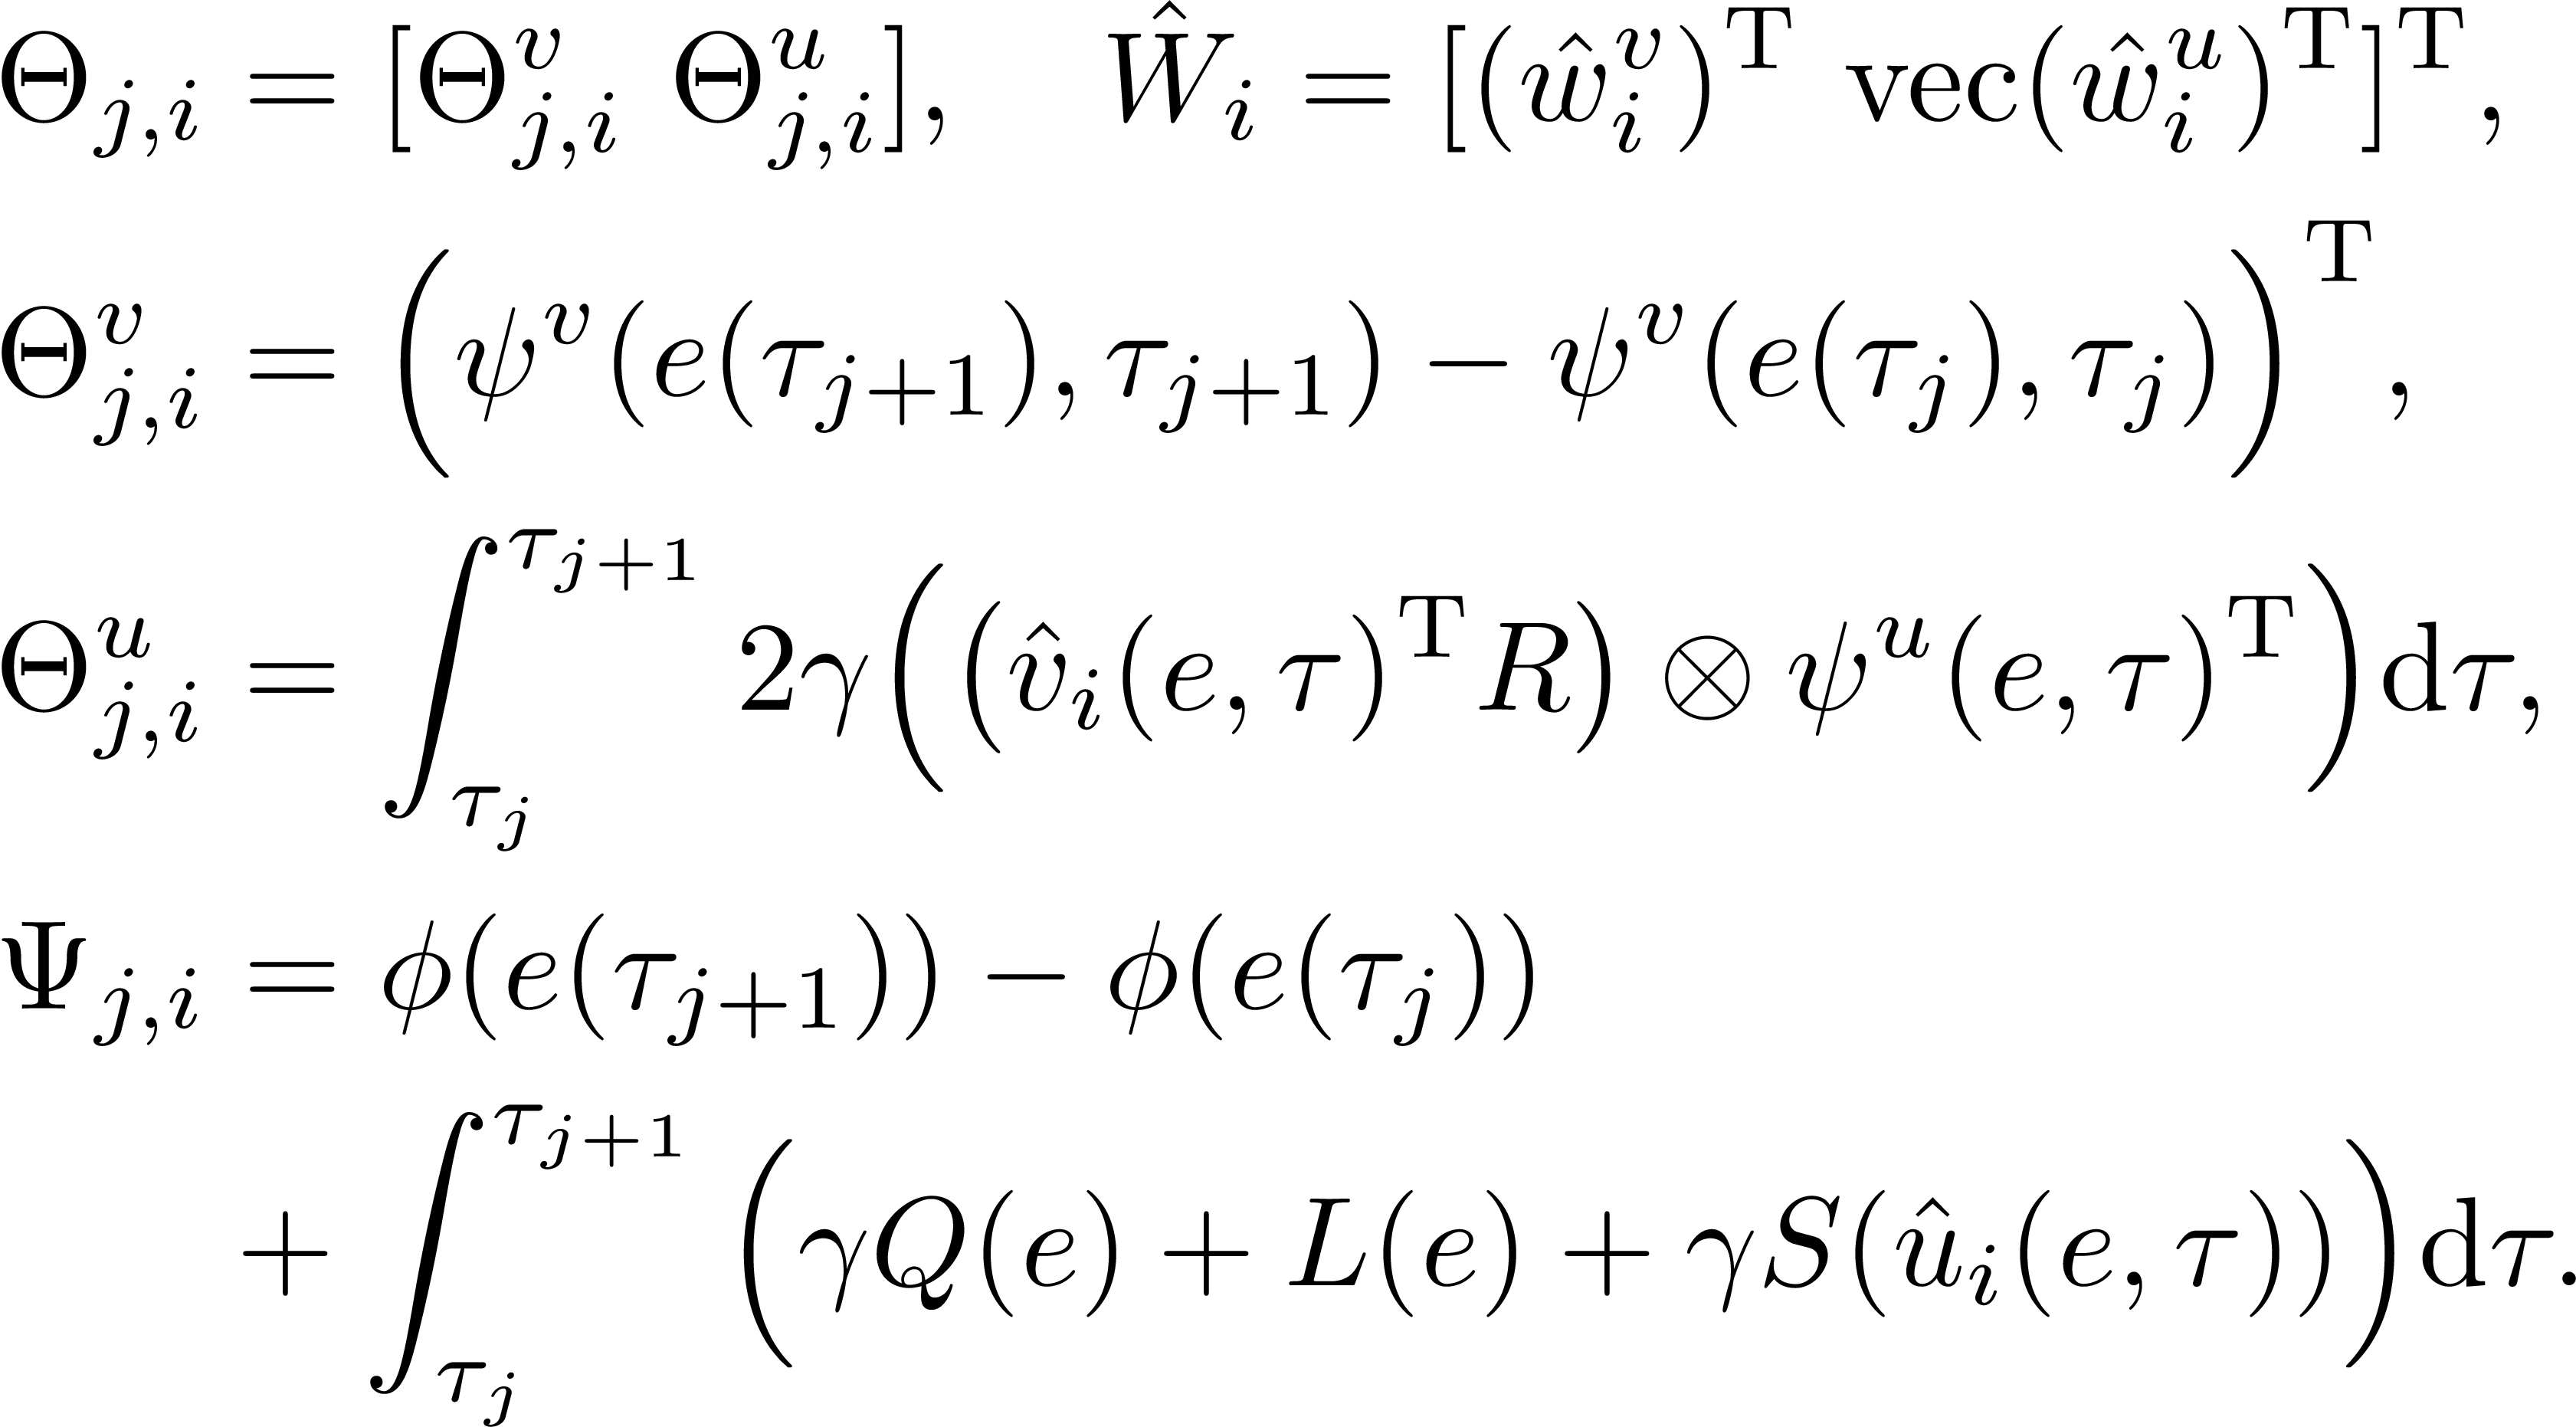 Θ_{j,i} = [Θ^v_{j,i} Θ^u_{j,i}], Ŵ_i = [(ŵ^v_i)^T vec(ŵ^u_i)^T]^T,
Θ^v_{j,i} = (ψ^v(e(τ_{j+1}), τ_{j+1}) − ψ^v(e(τ_j), τ_j))^T,
Θ^u_{j,i} = ∫_{τ_j}^{τ_{j+1}} 2γ((v̂_i(e, τ)^T R) ⊗ ψ^u(e, τ)^T)dτ,
Ψ_{j,i} = ϕ(e(τ_{j+1})) − ϕ(e(τ_j))
+ ∫_{τ_j}^{τ_{j+1}} (γQ(e) + L(e) + γS(û_i(e, τ)))dτ.